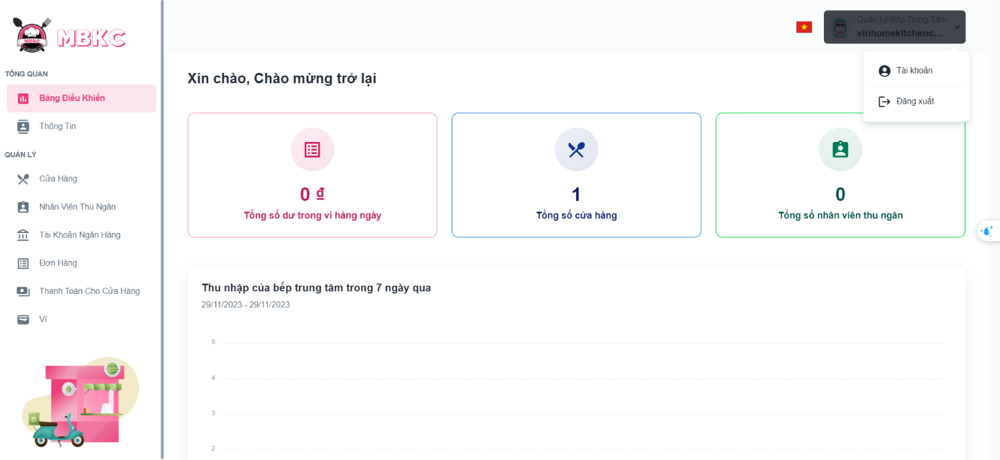 MBKC
MBKC
TỔNG QUAN
Bảng Điều Khiển
Thông Tin
QUẢN LÝ
Cửa Hàng
Nhân Viên Thu Ngân
Tài Khoản Ngân Hàng
Đơn Hàng
Thanh Toán Cho Cửa Hàng
Ví
Quản Lý Bếp Trung Tâm
vinhomekitchenc...
Tài khoản
Đăng xuất
Xin chào, Chào mừng trở lại
0 ₫
Tổng số dư trong ví hàng ngày
1
Tổng số cửa hàng
0
Tổng số nhân viên thu ngân
Thu nhập của bếp trung tâm trong 7 ngày qua
29/11/2023 - 29/11/2023
5
4
3
2